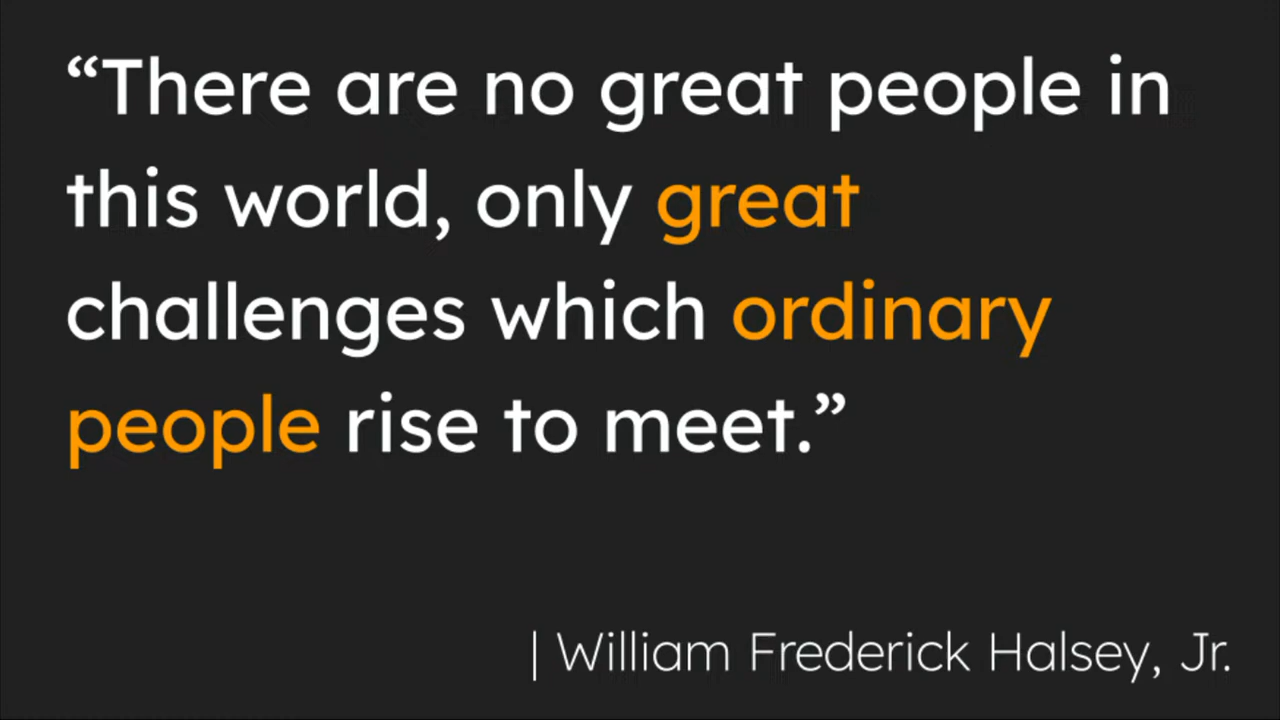 “There are no great people in
this world, only great
challenges which ordinary
people rise to meet.”
| William Frederick Halsey, Jr.